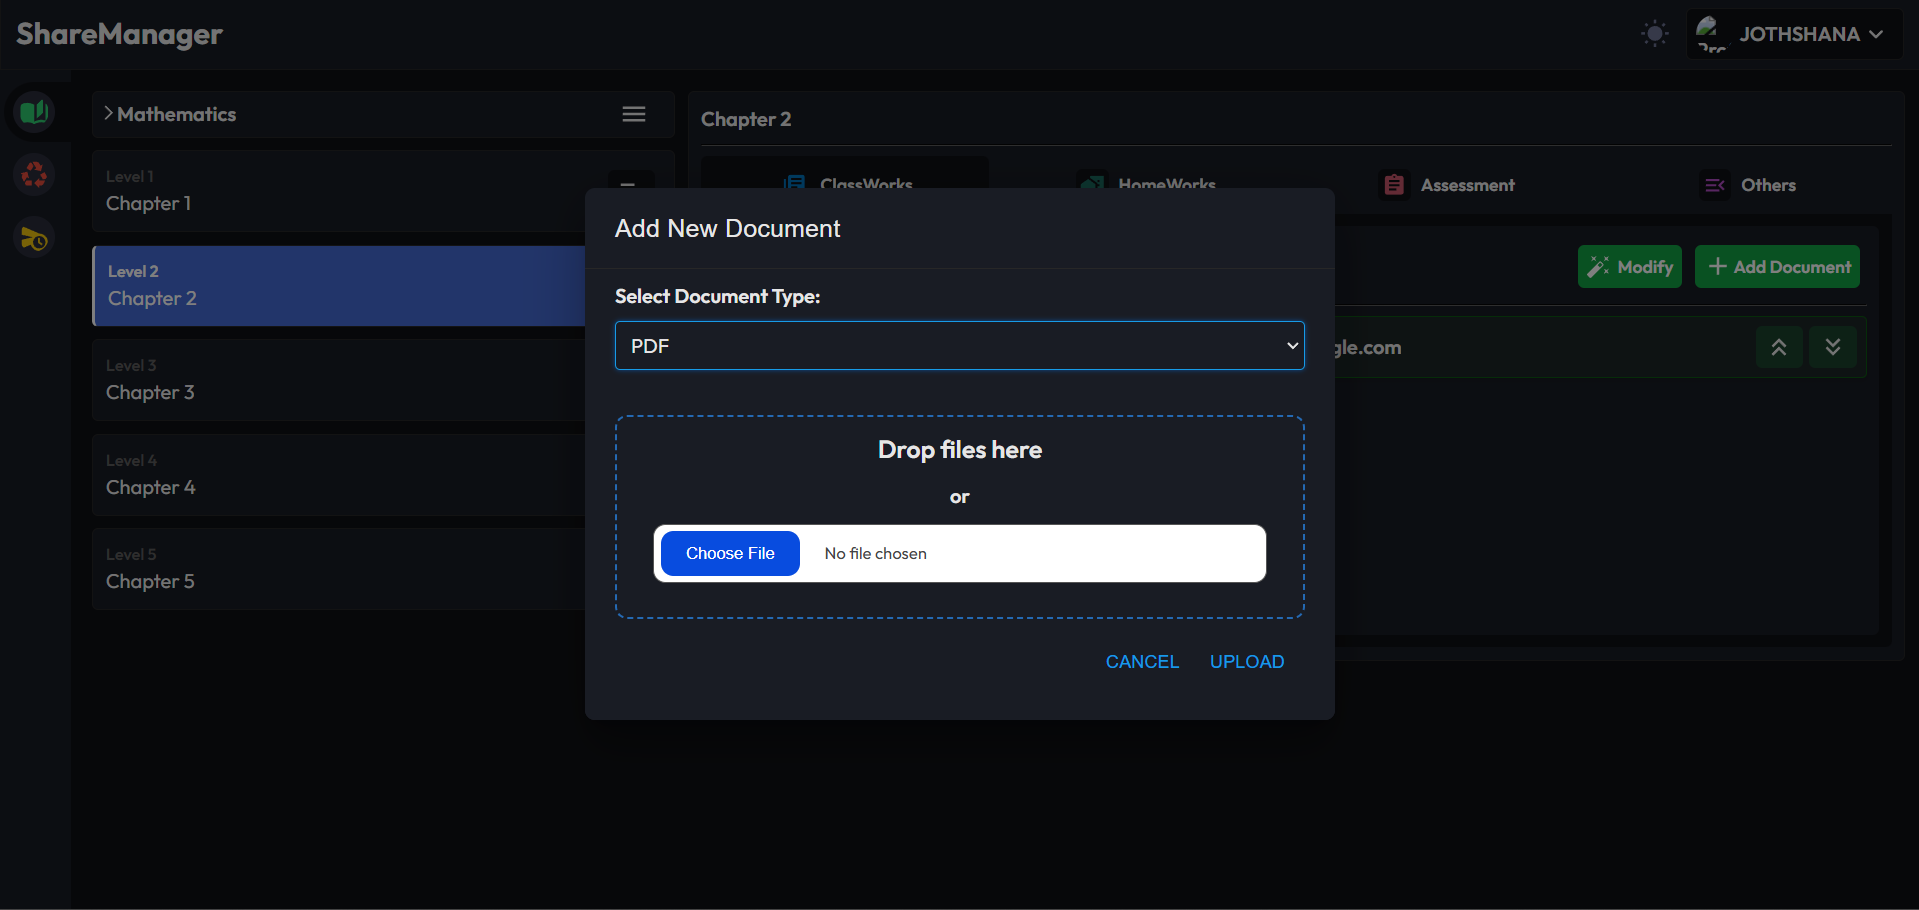 ShareManager
JOTHSHANA
Mathematics
Level 1
Chapter 1
Level 2
Chapter 2
Level 3
Chapter 3
Level 4
Chapter 4
Level 5
Chapter 5
Chapter 2
ClassWorks
HomeWorks
Assessment
Others
Modify
Add Document
gle.com
Add New Document
Select Document Type:
PDF
Drop files here
or
Choose File
No file chosen
CANCEL
UPLOAD